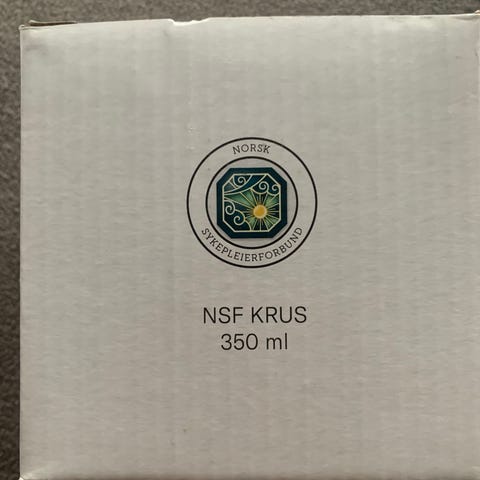 NORSK
SYKEPLEIERFORBUND
NSF KRUS
350 ml